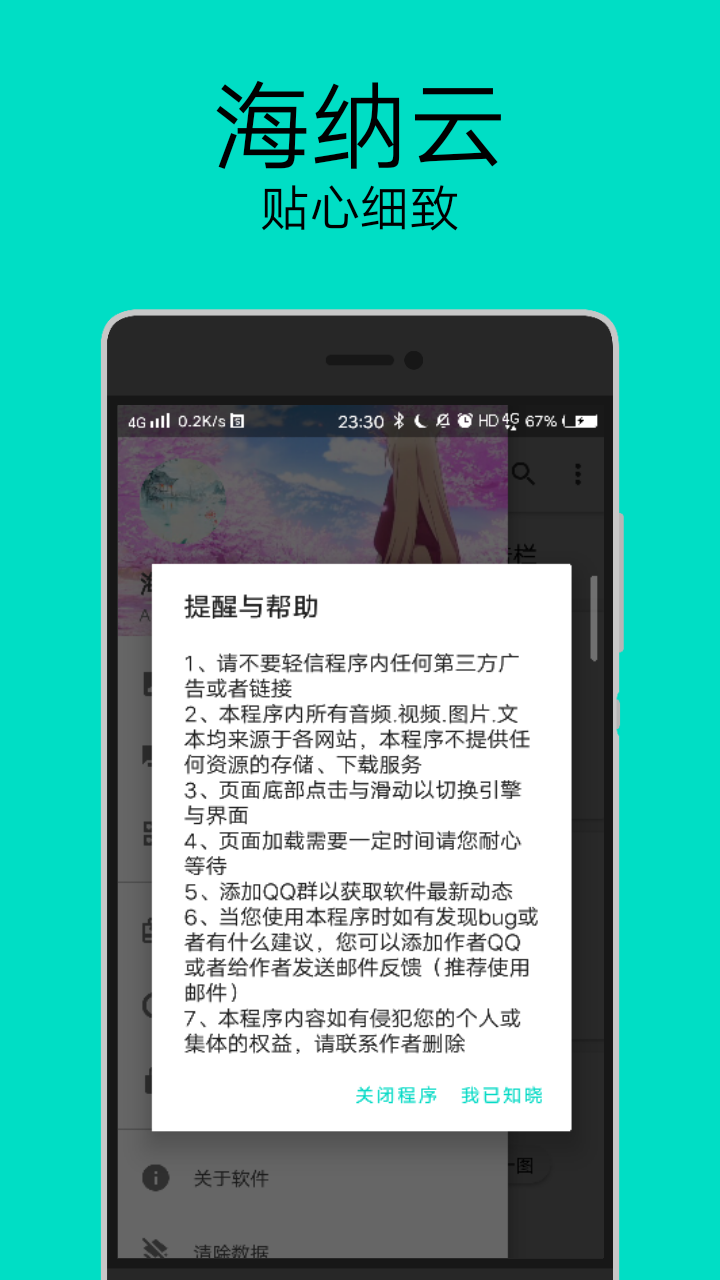 海纳云
贴心细致
4G 0.2K/s 23:30 HD 4G 67%
栏
提醒与帮助
1、请不要轻信程序内任何第三方广
告或者链接
2、本程序内所有音频.视频.图片.文
本均来源于各网站，本程序不提供任
何资源的存储、下载服务
3、页面底部点击与滑动以切换引擎
与界面
4、页面加载需要一定时间请您耐心
等待
5、添加QQ群以获取软件最新动态
6、当您使用本程序时如有发现bug或
者有什么建议，您可以添加作者QQ
或者给作者发送邮件反馈（推荐使用
邮件）
7、本程序内容如有侵犯您的个人或
集体的权益，请联系作者删除
关闭程序 我已知晓
一图
关于软件
清除数据